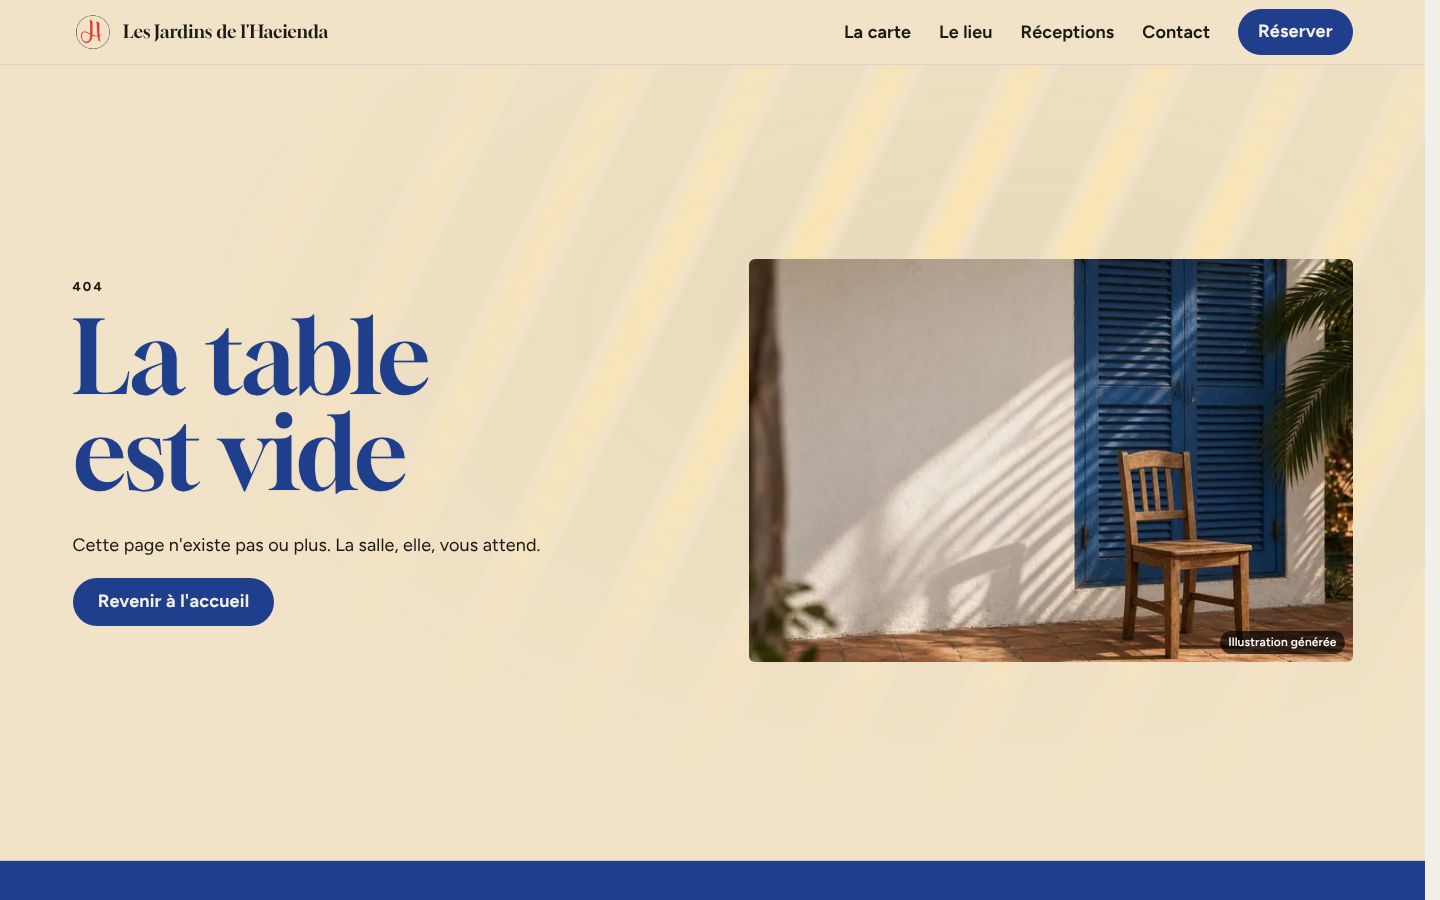 Les Jardins de l'Hacienda
La carte
Le lieu
Réceptions
Contact
Réserver
404
La table
est vide
Cette page n'existe pas ou plus. La salle, elle, vous attend.
Revenir à l'accueil
Illustration générée